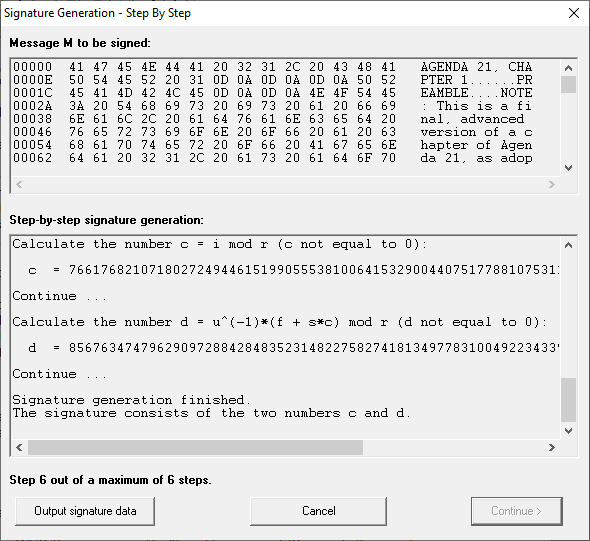 Signature Generation - Step By Step
Message M to be signed:
00000  41 47 45 4E 44 41 20 32 31 2C 20 43 48 41  AGENDA 21, CHA
0000E  50 54 45 52 20 31 0D 0A 0D 0A 0D 0A 50 52  PTER 1......PR
0001C  45 41 4D 42 4C 45 0D 0A 0D 0A 4E 4F 54 45  EAMBLE....NOTE
0002A  3A 20 54 68 69 73 20 69 73 20 61 20 66 69  : This is a fi
00038  6E 61 6C 2C 20 61 64 76 61 6E 63 65 64 20  nal, advanced
00046  76 65 72 73 69 6F 6E 20 6F 66 20 61 20 63  version of a c
00054  68 61 70 74 65 72 20 6F 66 20 41 67 65 6E  hapter of Agen
00062  64 61 20 32 31 2C 20 61 73 20 61 64 6F 70  da 21, as adop
Step-by-step signature generation:
Calculate the number c = i mod r (c not equal to 0):
c = 766176821071802724944615199055538100641532900440751778810753
Continue ...
Calculate the number d = u^(-1)*(f + s*c) mod r (d not equal to 0):
d = 856763474796290972884284835231482275827418134977831004922343
Continue ...
Signature generation finished.
The signature consists of the two numbers c and d.
Step 6 out of a maximum of 6 steps.
Output signature data
Cancel
Continue >